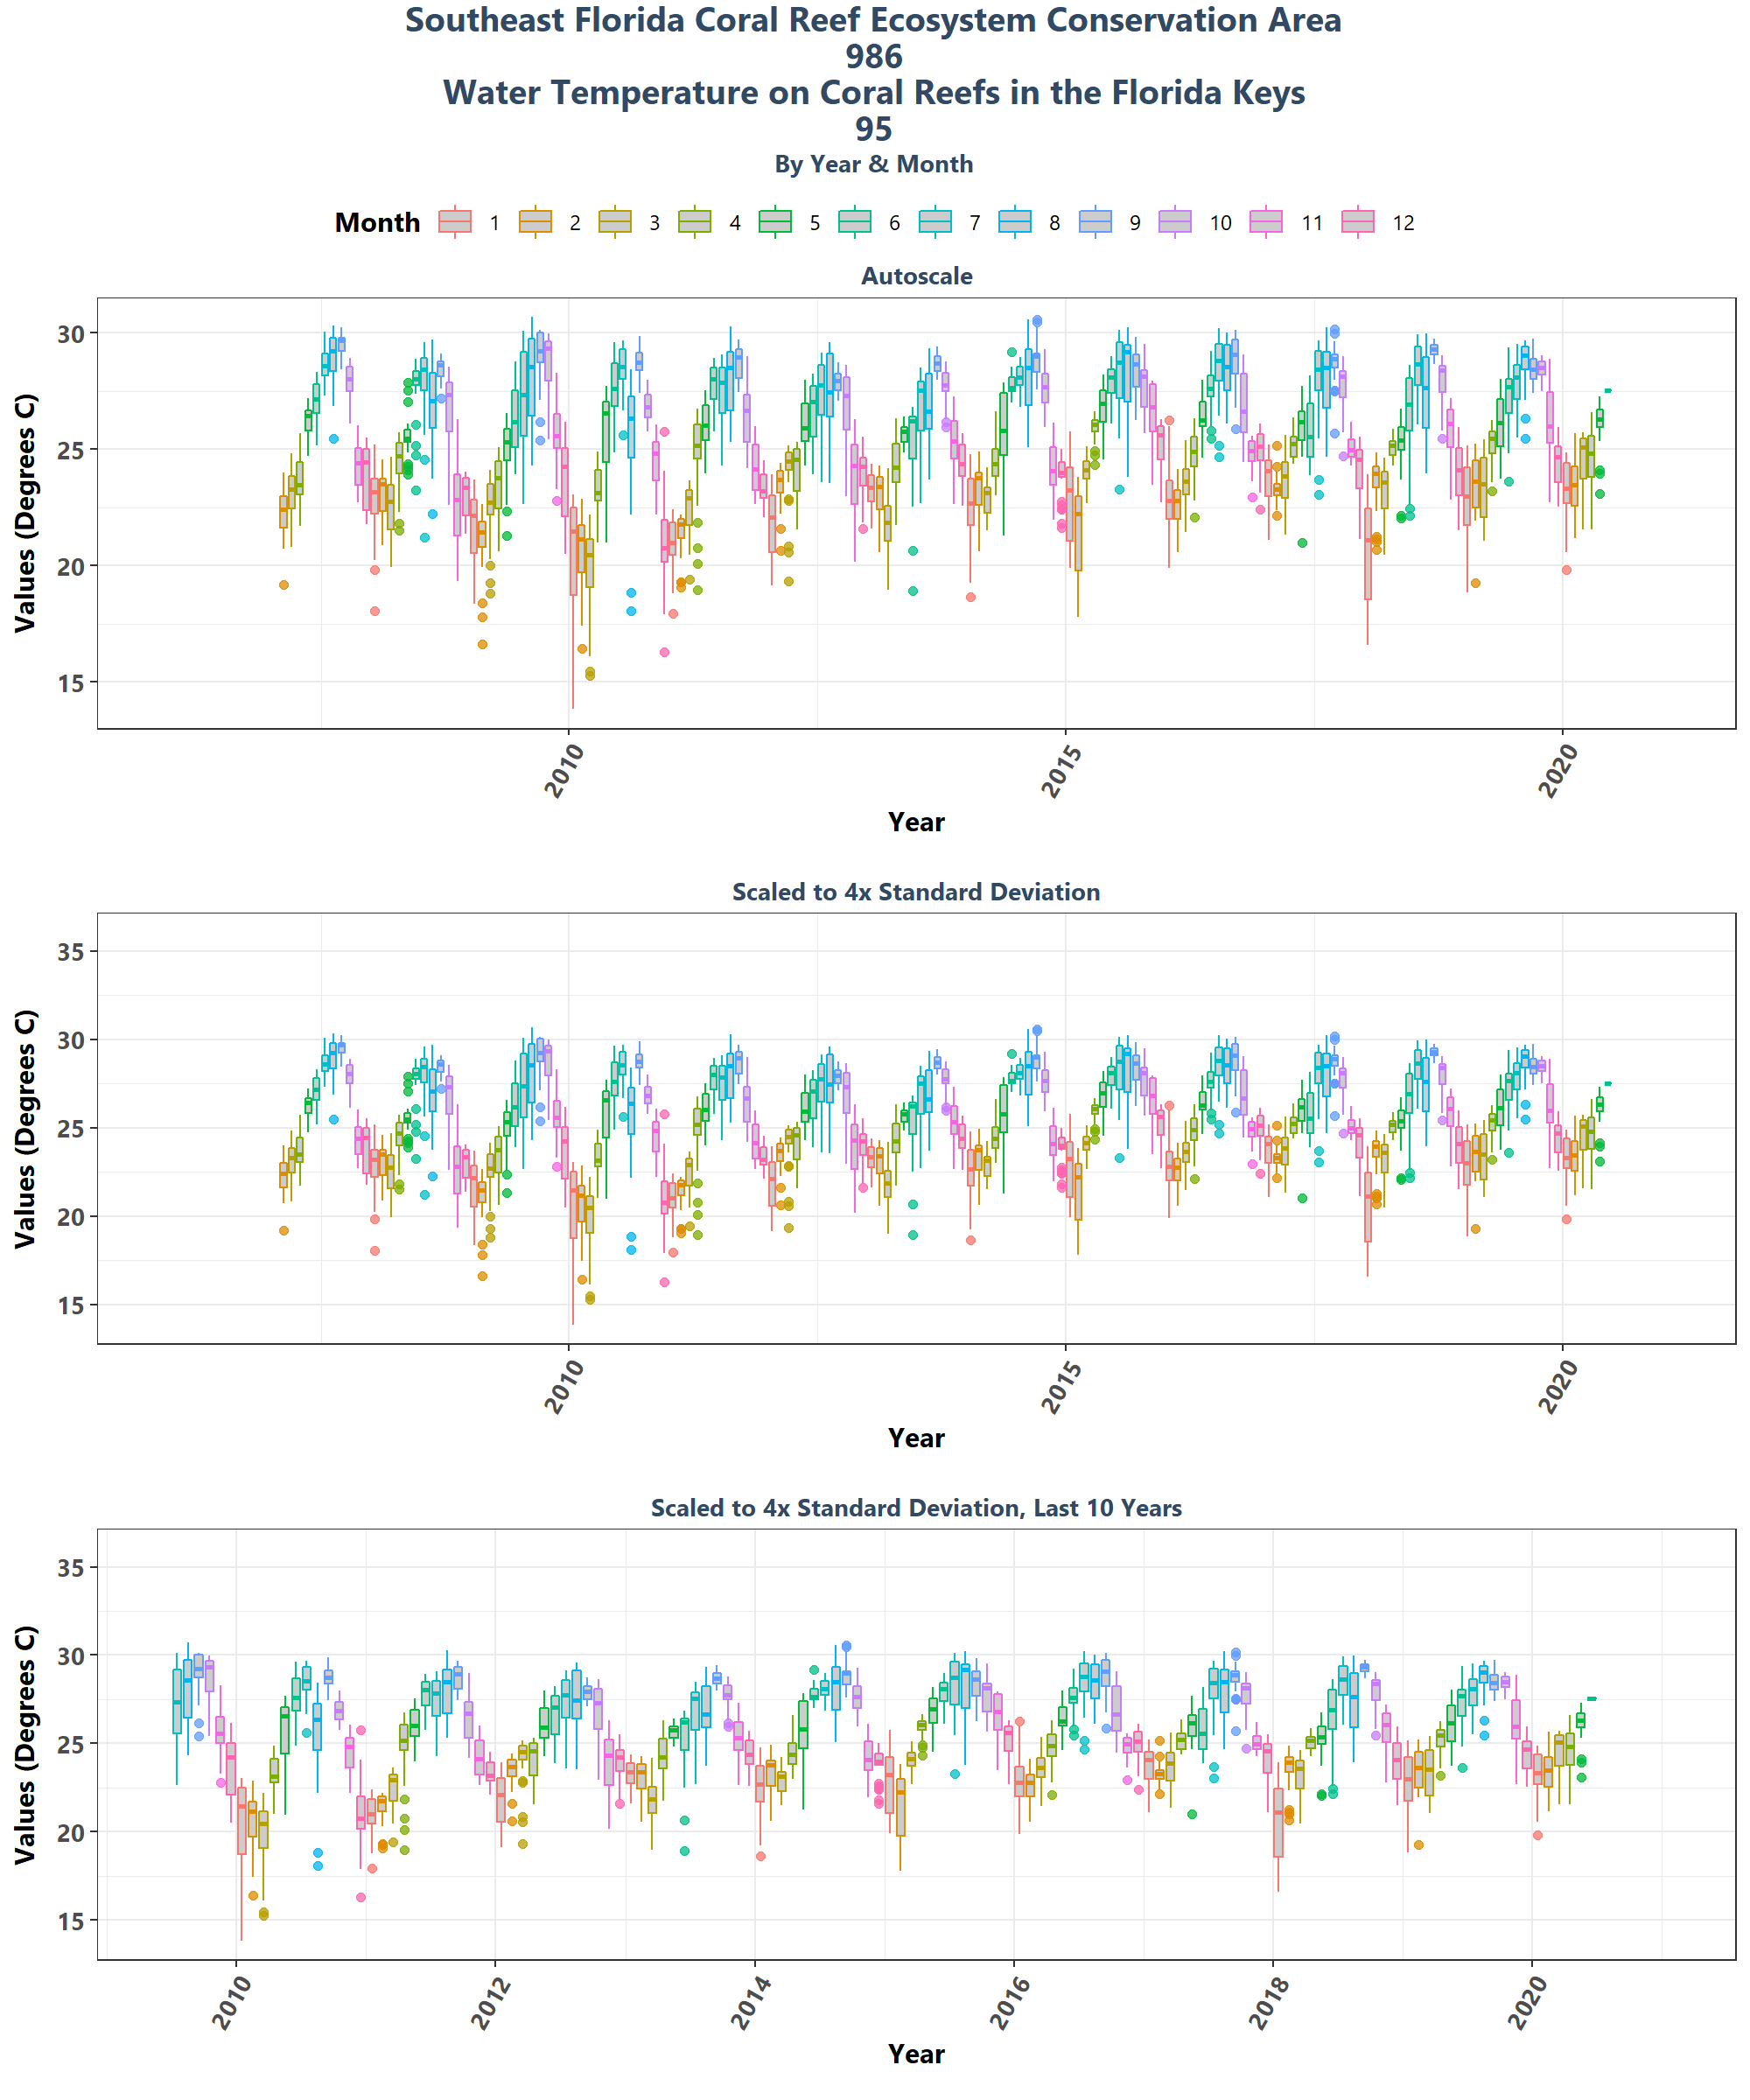 Southeast Florida Coral Reef Ecosystem Conservation Area
986
Water Temperature on Coral Reefs in the Florida Keys
95
By Year & Month
Month 1 2 3 4 5 6 7 8 9 10 11 12
Autoscale
Values (Degrees C)
30
25
20
15
2010 2015 2020
Year
Scaled to 4x Standard Deviation
Values (Degrees C)
35
30
25
20
15
2010 2015 2020
Year
Scaled to 4x Standard Deviation, Last 10 Years
Values (Degrees C)
35
30
25
20
15
2010 2012 2014 2016 2018 2020
Year